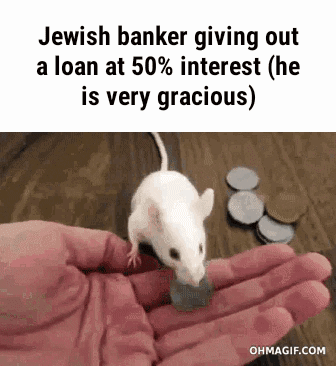 Jewish banker giving out
a loan at 50% interest (he
is very gracious)
OHMAGIF.COM